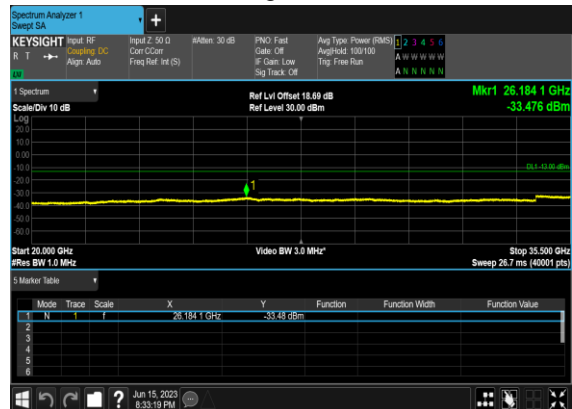 Spectrum Analyzer 1
Swept SA
KEYSIGHT Input: RF Input Z: 50 Ω #Atten: 30 dB PNO: Fast Avg Type: Power (RMS) 1 2 3 4 5 6
R T Coupling: DC Corr CCorr Gate: Off Avg|Hold: 100/100 A W W W W W
Align: Auto Freq Ref: Int (S) IF Gain: Low Trig: Free Run
LW Sig Track: Off A N N N N N
1 Spectrum Ref Lvl Offset 18.69 dB Mkr1 26.184 1 GHz
Scale/Div 10 dB Ref Level 30.00 dBm -33.476 dBm
Log
20.0
10.0
0.00
-10.0
DL1 -13.00 dBm
-20.0
1
-30.0
-40.0
-50.0
-60.0
Start 20.000 GHz Video BW 3.0 MHz* Stop 35.500 GHz
#Res BW 1.0 MHz Sweep 26.7 ms (40001 pts)
5 Marker Table
Mode Trace Scale X Y Function Function Width Function Value
1 N 1 f 26.184 1 GHz -33.48 dBm
2
3
4
5
6
? Jun 15, 2023
8:33:19 PM